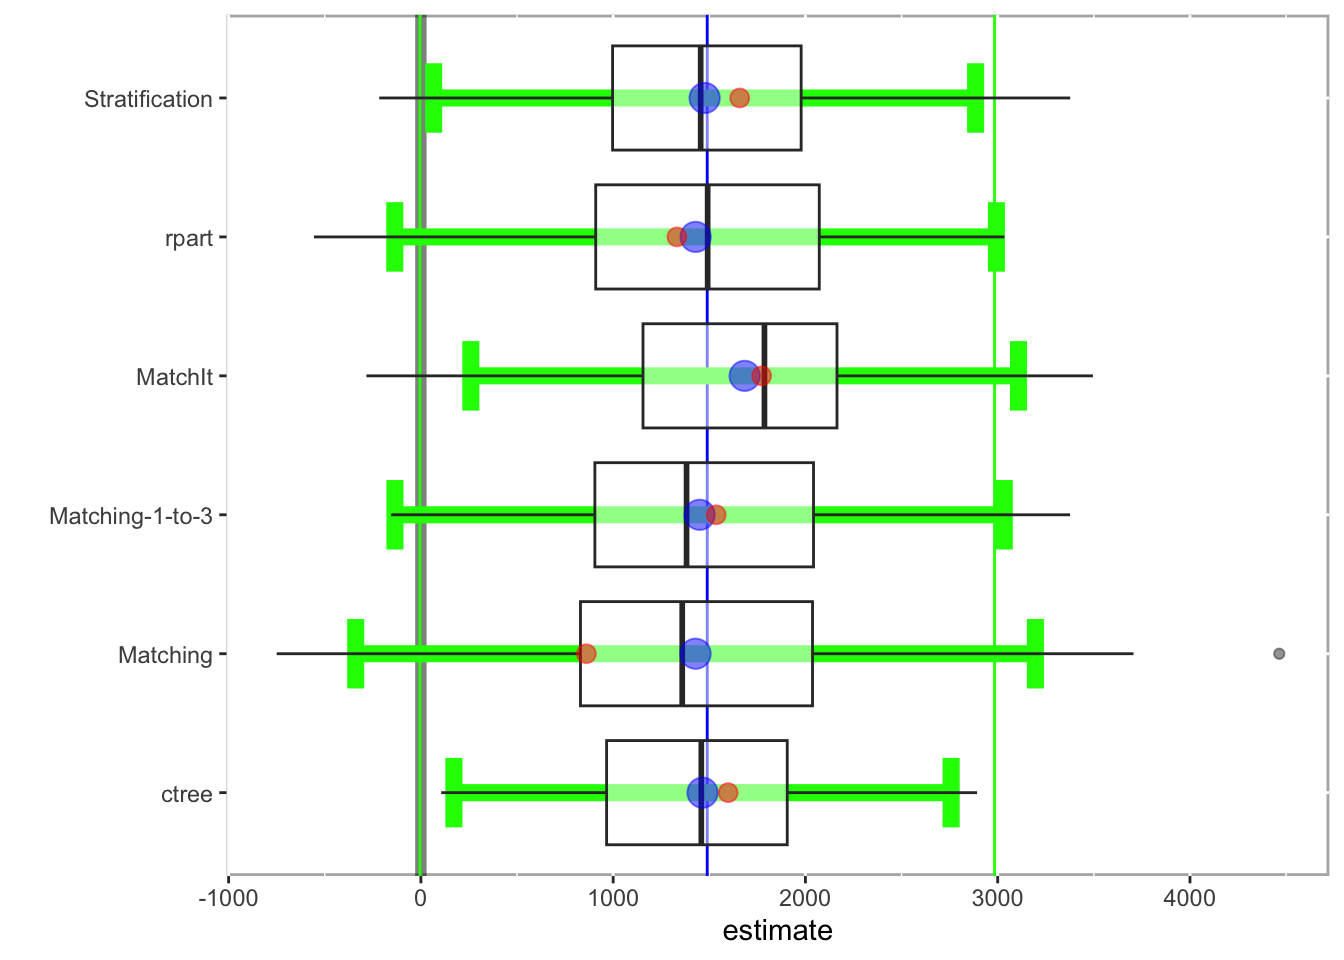 Stratification
rpart
MatchIt
Matching-1-to-3
Matching
ctree
-1000 0 1000 2000 3000 4000
estimate